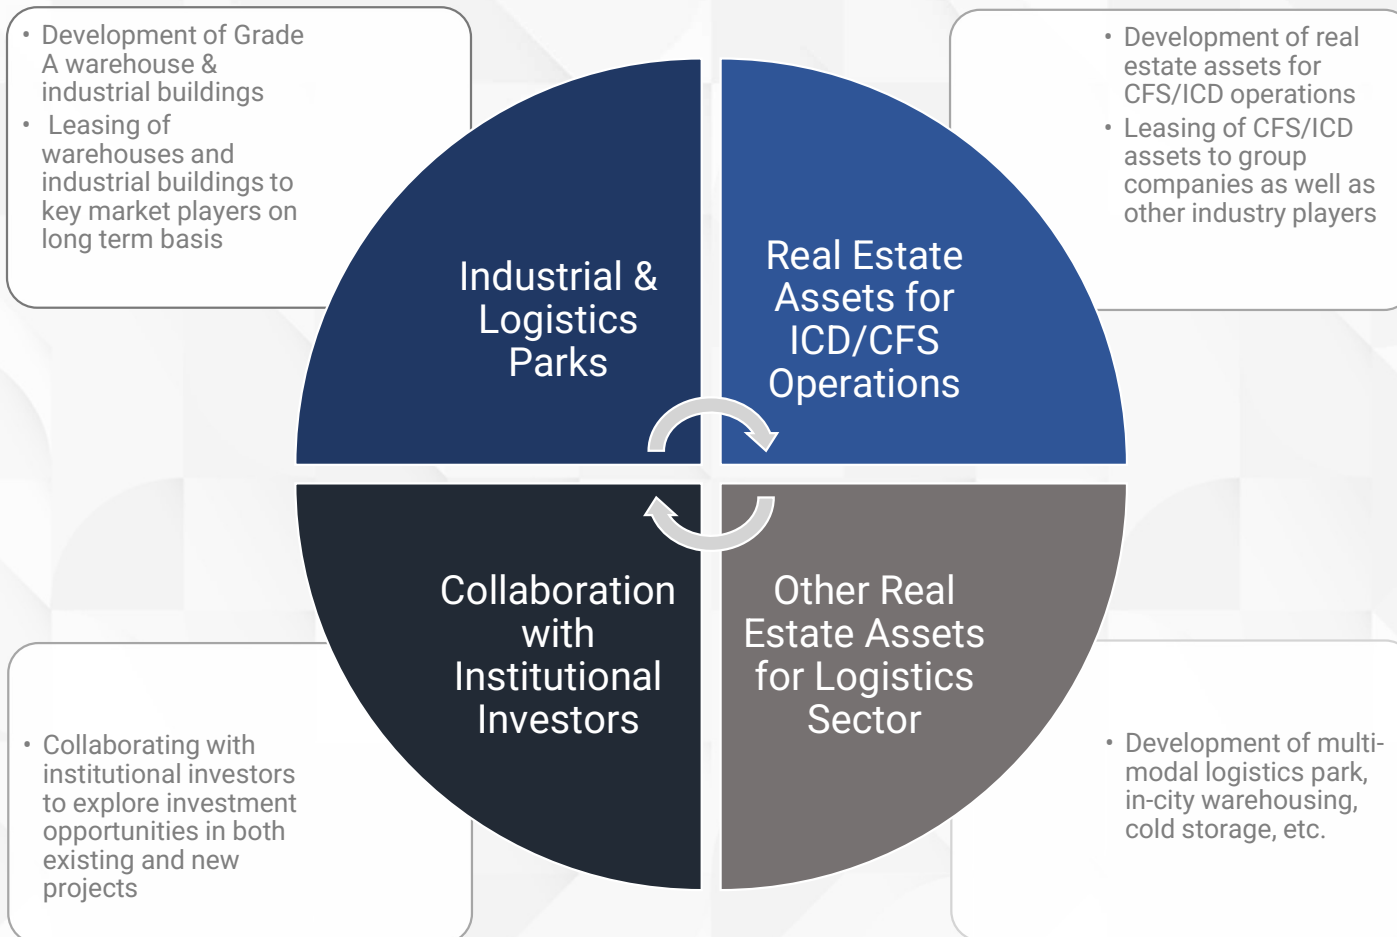 • Development of Grade
A warehouse &
industrial buildings
• Leasing of
warehouses and
industrial buildings to
key market players on
long term basis
• Development of real
estate assets for
CFS/ICD operations
• Leasing of CFS/ICD
assets to group
companies as well as
other industry players
Industrial &
Logistics
Parks
Real Estate
Assets for
ICD/CFS
Operations
Collaboration
with
Institutional
Investors
Other Real
Estate Assets
for Logistics
Sector
• Collaborating with
institutional investors
to explore investment
opportunities in both
existing and new
projects
• Development of multi-
modal logistics park,
in-city warehousing,
cold storage, etc.